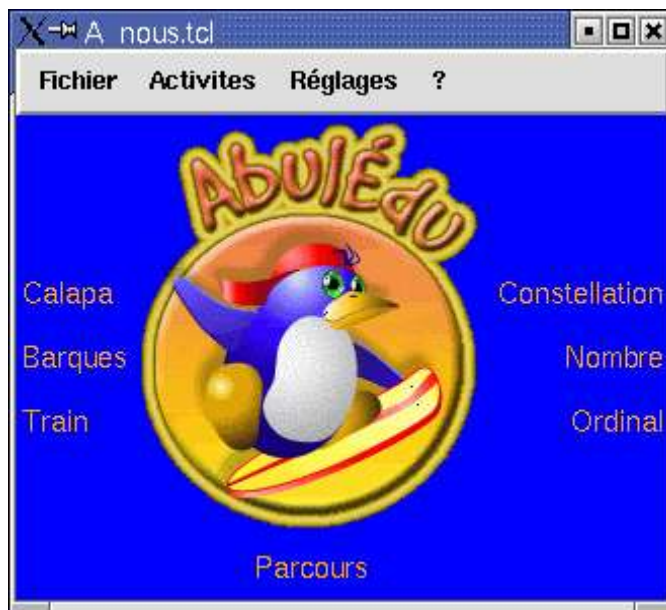 A nous.tcl
Fichier Activites Réglages ?
AbulÉdu
Calapa
Constellation
Barques
Nombre
Train
Ordinal
Parcours